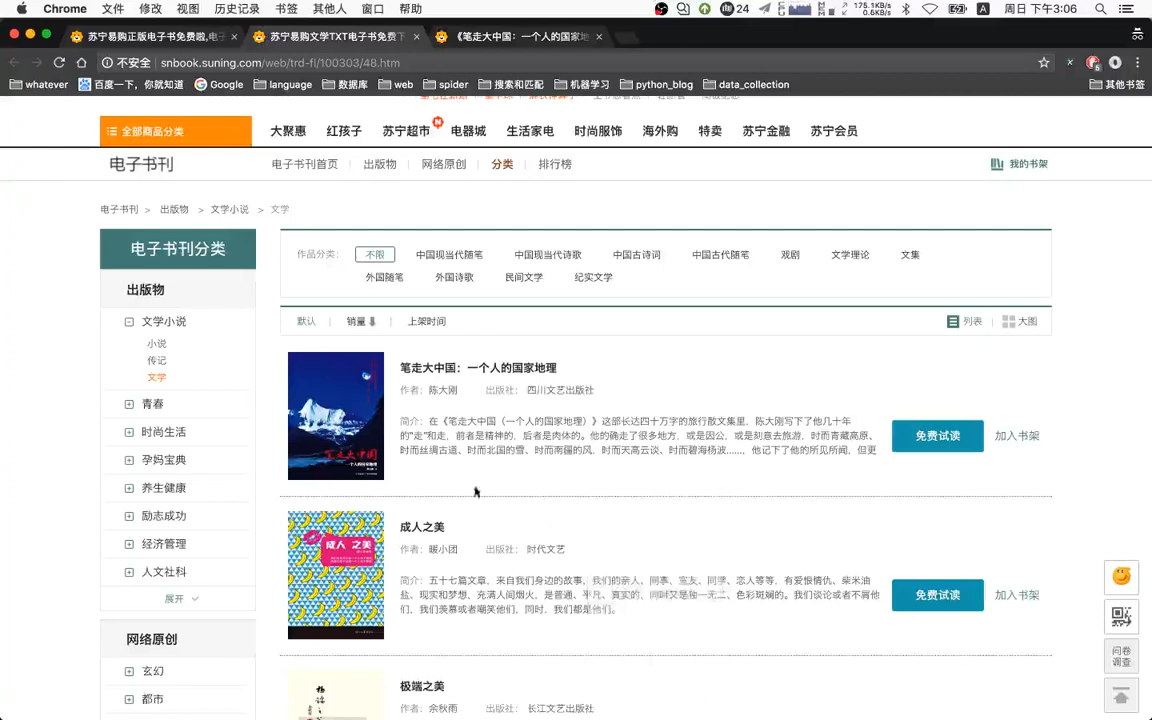 Chrome 文件 修改 视图 历史记录 书签 其他人 窗口 帮助 24 175.1KB/s 0.5KB/s A 周日 下午3:06
苏宁易购正版电子书免费啦,电子 × 苏宁易购文学TXT电子书免费下 × 《笔走大中国：一个人的国家地 ×
不安全 snbook.suning.com/web/trd-fl/100303/48.htm
whatever 百度一下，你就知道 Google language 数据库 web spider 搜索和匹配 机器学习 python_blog data_collection 其他书签
全部商品分类 大聚惠 红孩子 苏宁超市 电器城 生活家电 时尚服饰 海外购 特卖 苏宁金融 苏宁会员
电子书刊 电子书刊首页 出版物 网络原创 分类 排行榜 我的书架
电子书刊 > 出版物 > 文学小说 > 文学
电子书刊分类
出版物
文学小说
小说
传记
文学
青春
时尚生活
孕妈宝典
养生健康
励志成功
经济管理
人文社科
展开
网络原创
玄幻
都市
作品分类： 不限 中国现当代随笔 中国现当代诗歌 中国古诗词 中国古代随笔 戏剧 文学理论 文集
外国随笔 外国诗歌 民间文学 纪实文学
默认 销量 上架时间 列表 大图
笔走大中国：一个人的国家地理
作者： 陈大刚 出版社： 四川文艺出版社
简介： 在《笔走大中国（一个人的国家地理）》这部长达四十万字的旅行散文集里，陈大刚写下了他几十年
的“走”和走，前者是精神的，后者是肉体的。他的确走了很多地方，或是因公，或是刻意去放游，时而青藏高原、
时而丝绸古道、时而北国的雪、时而南疆的风，时而天高云谈、时而碧海杨波……，他记下了他的所见所闻，但更
免费试读 加入书架
成人之美
作者： 暖小团 出版社： 时代文艺
简介： 五十七篇文章，来自我们身边的故事，我们的亲人、同事、室友、同学、恋人等等，有爱恨情仇、柴米油
盐、现实和梦想，充满人间烟火，是普通、平凡、真实的，同时又是独一无二、色彩斑斓的。我们谈论或者不屑他
们，我们羡慕或者嘲笑他们，同时，我们都是他们。
免费试读 加入书架
极端之美
作者： 余秋雨 出版社： 长江文艺出版社
问卷
调查